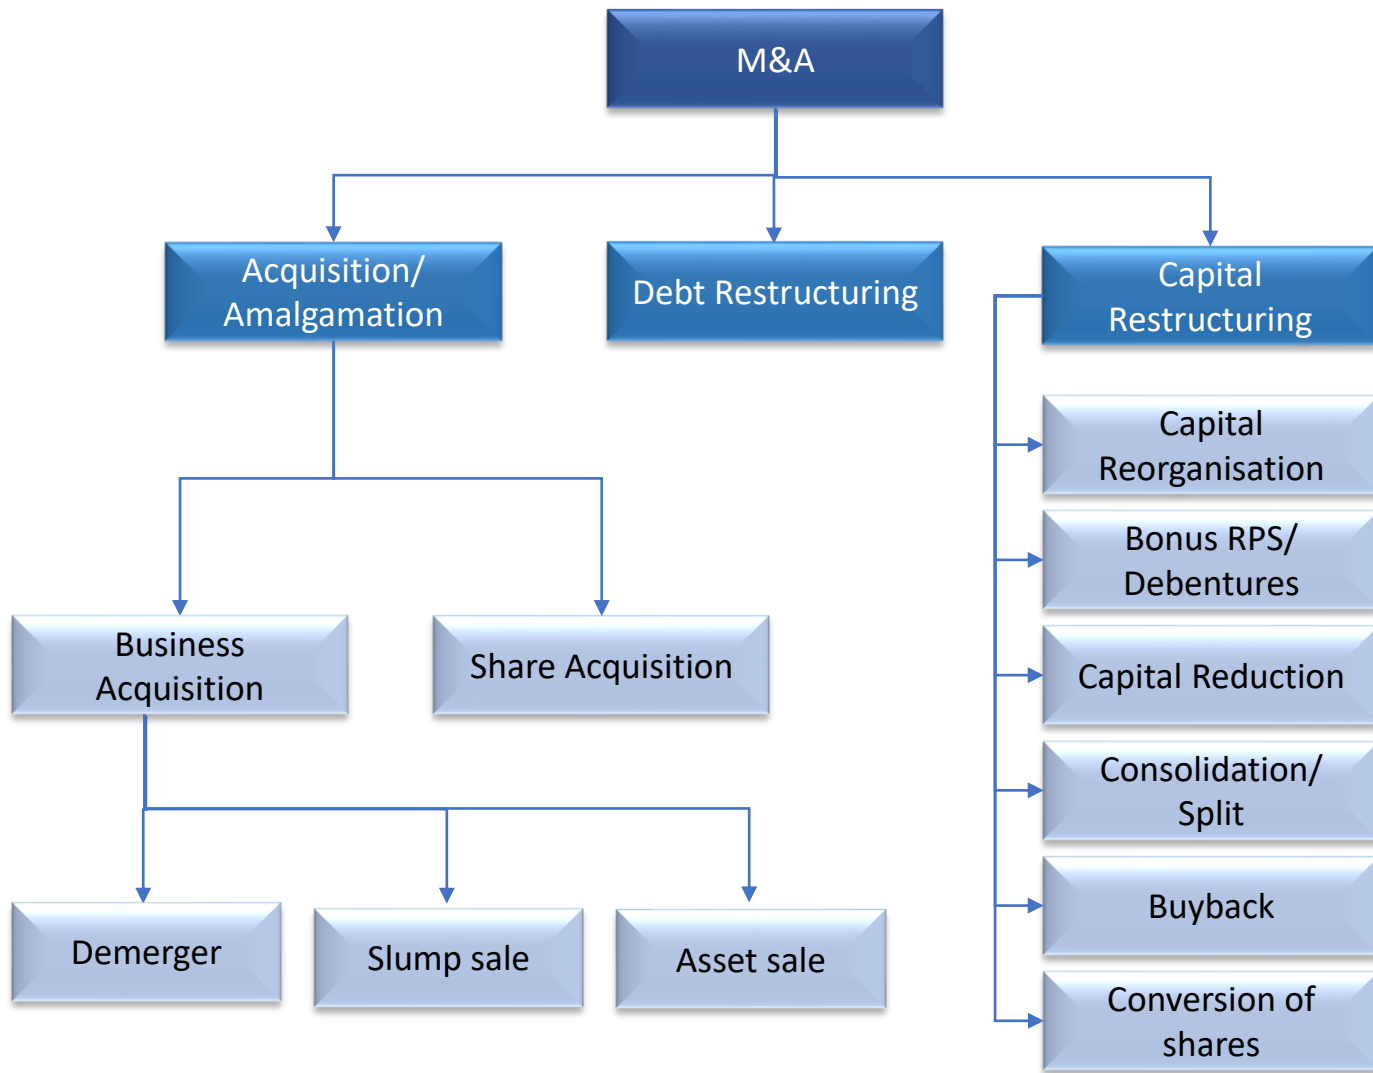 M&A
Acquisition/
Amalgamation
Debt Restructuring
Capital
Restructuring
Capital
Reorganisation
Bonus RPS/
Debentures
Capital Reduction
Consolidation/
Split
Buyback
Conversion of
shares
Business
Acquisition
Share Acquisition
Demerger
Slump sale
Asset sale